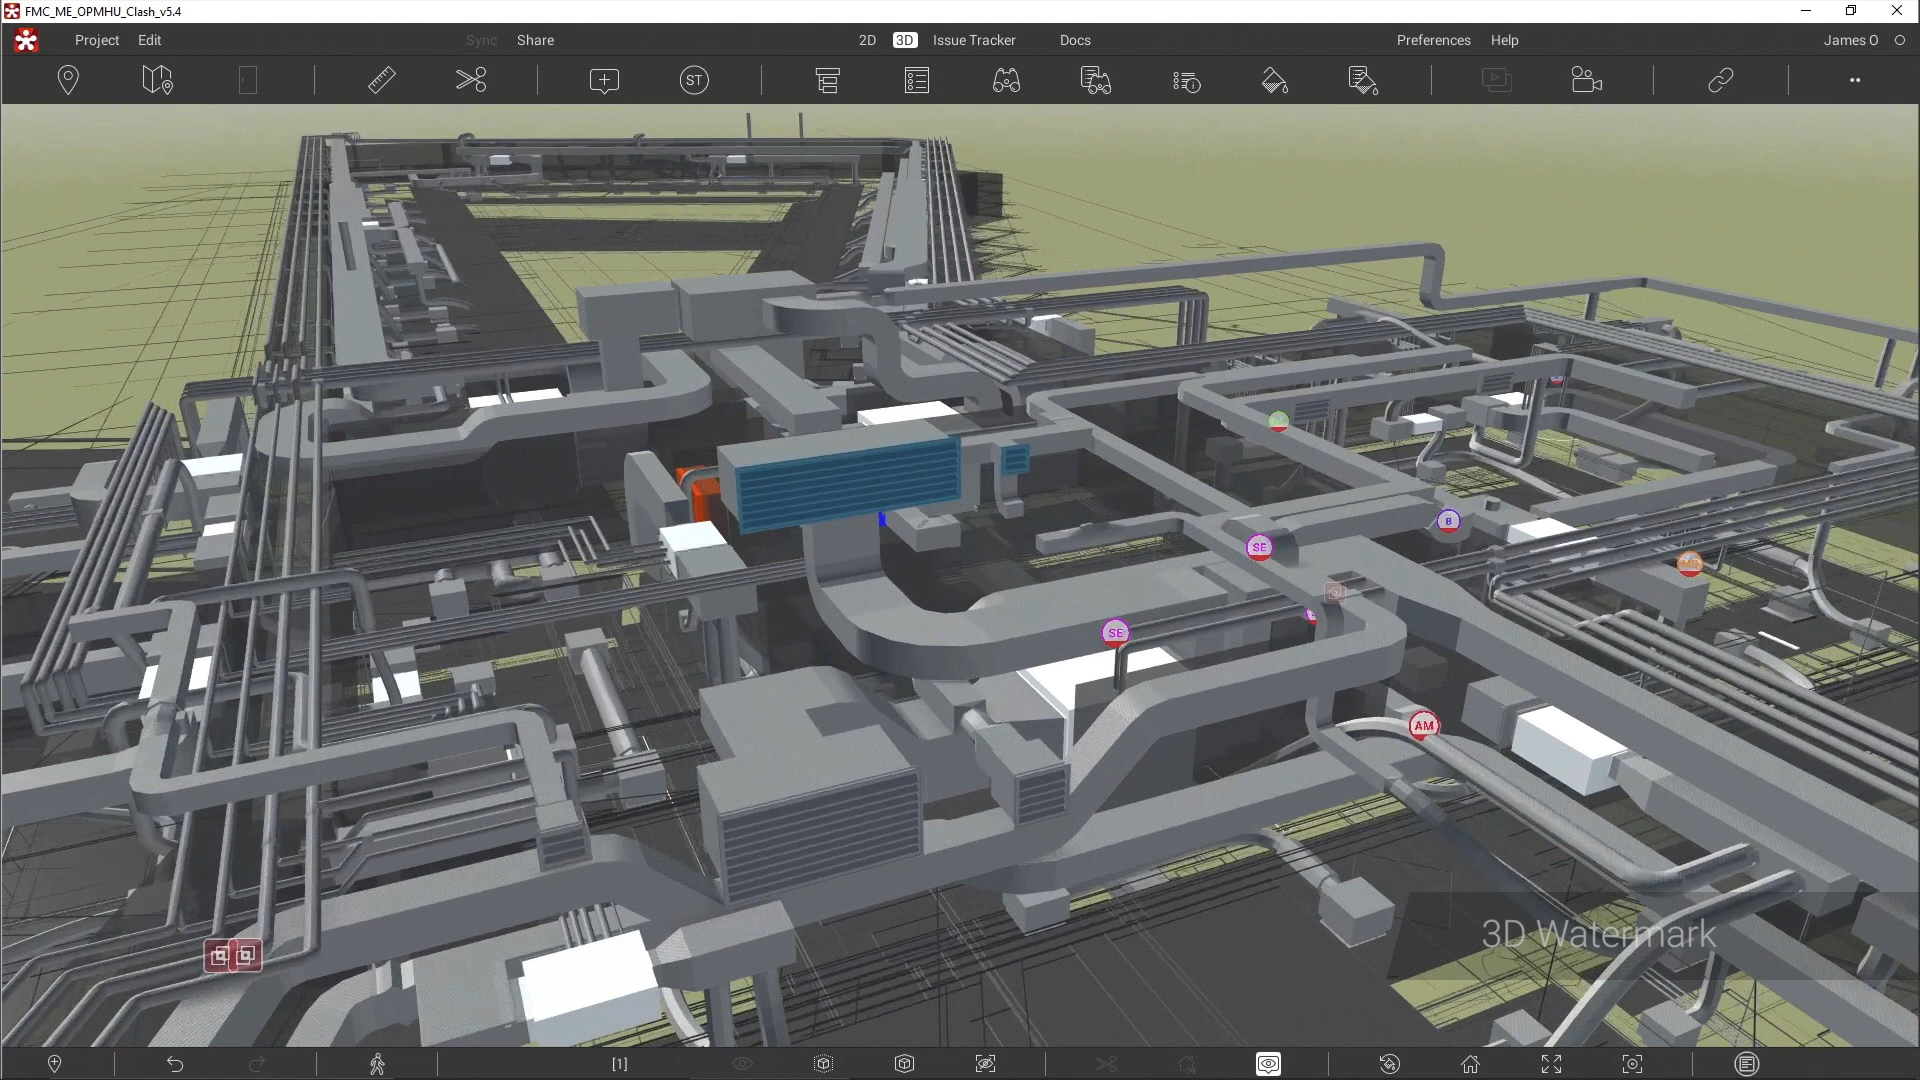 FMC_ME_OPMHU_Clash_v5.4
Project Edit Sync Share 2D 3D Issue Tracker Docs Preferences Help James O
ST
B
SE
SE
AM
3D Watermark
[1]